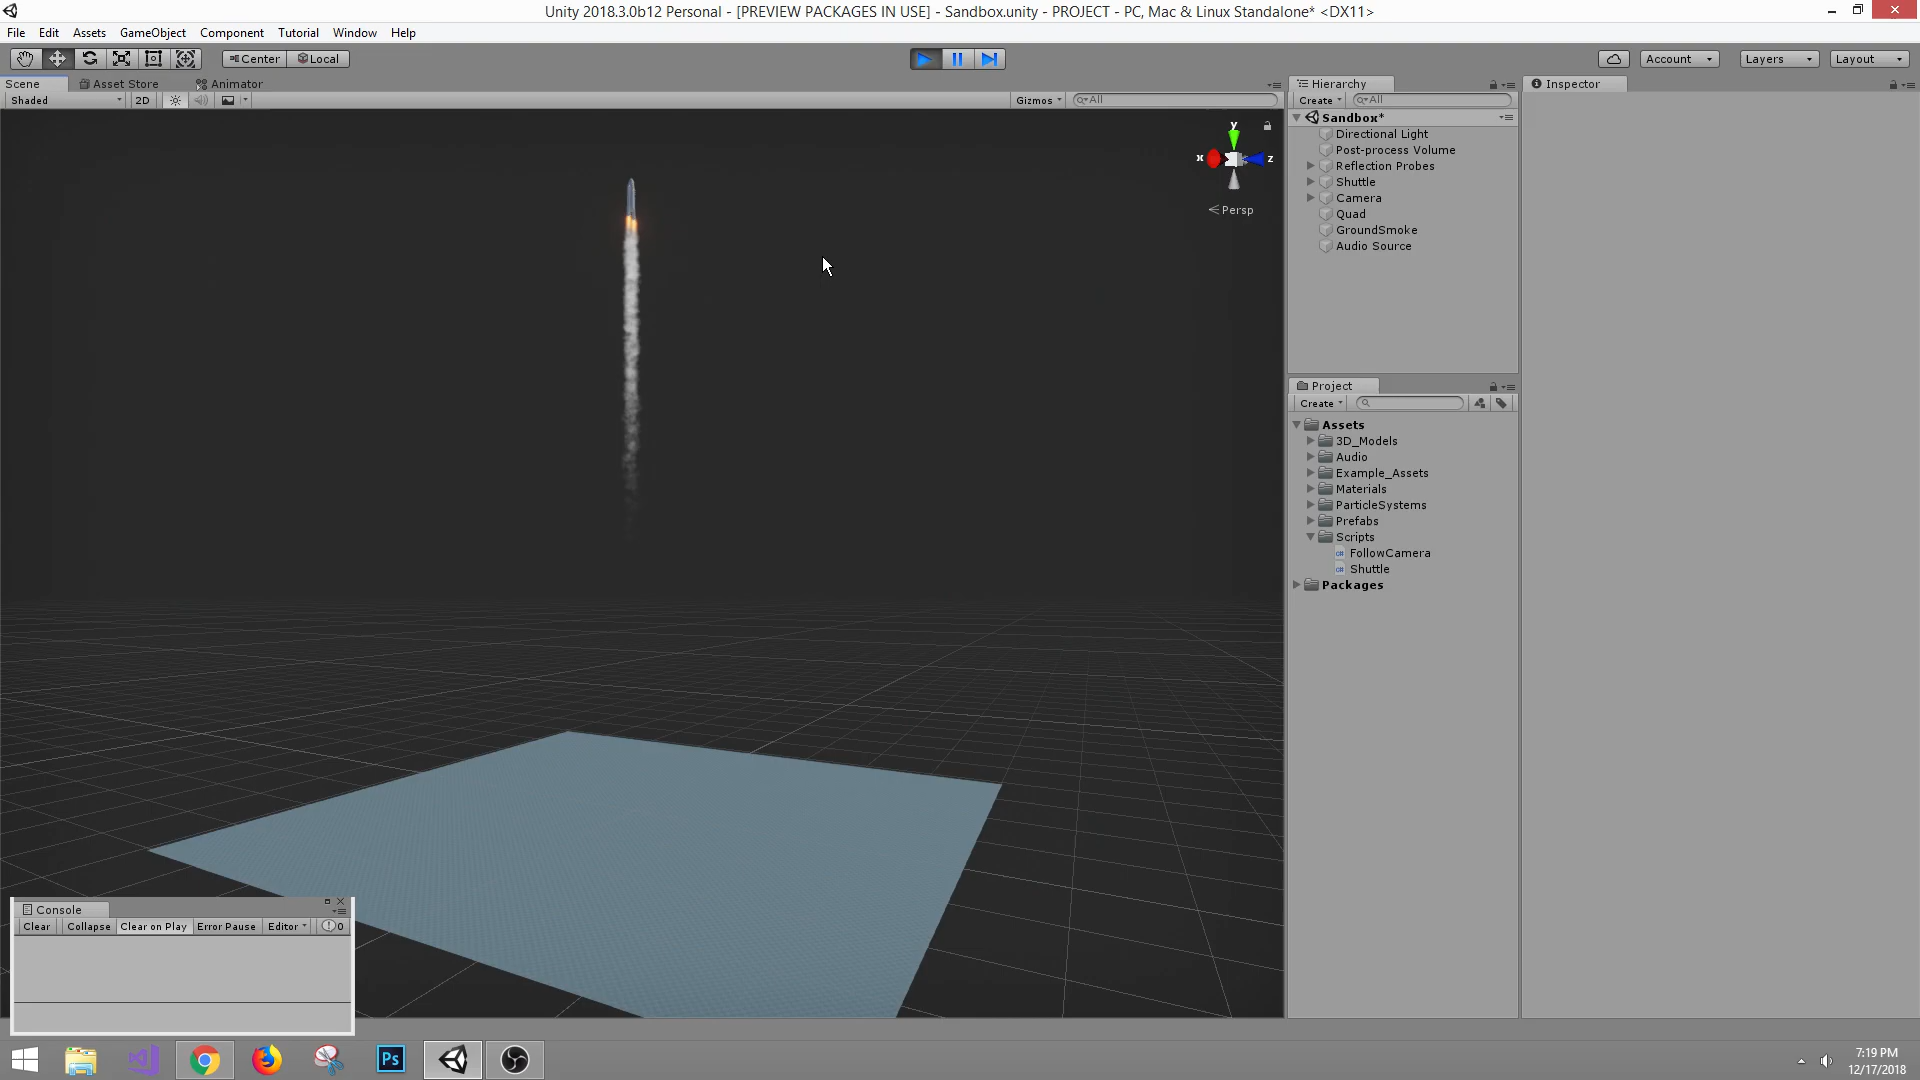 Unity 2018.3.0b12 Personal - [PREVIEW PACKAGES IN USE] - Sandbox.unity - PROJECT - PC, Mac & Linux Standalone* <DX11>
File Edit Assets GameObject Component Tutorial Window Help
Center Local Account Layers Layout
Scene Asset Store Animator
Shaded 2D Gizmos All
y
x z
Persp
Hierarchy
Create All
Sandbox*
Directional Light
Post-process Volume
Reflection Probes
Shuttle
Camera
Quad
GroundSmoke
Audio Source
Project
Create
Assets
3D_Models
Audio
Example_Assets
Materials
ParticleSystems
Prefabs
Scripts
FollowCamera
Shuttle
Packages
Inspector
Console
Clear Collapse Clear on Play Error Pause Editor 0
Ps
7:19 PM
12/17/2018